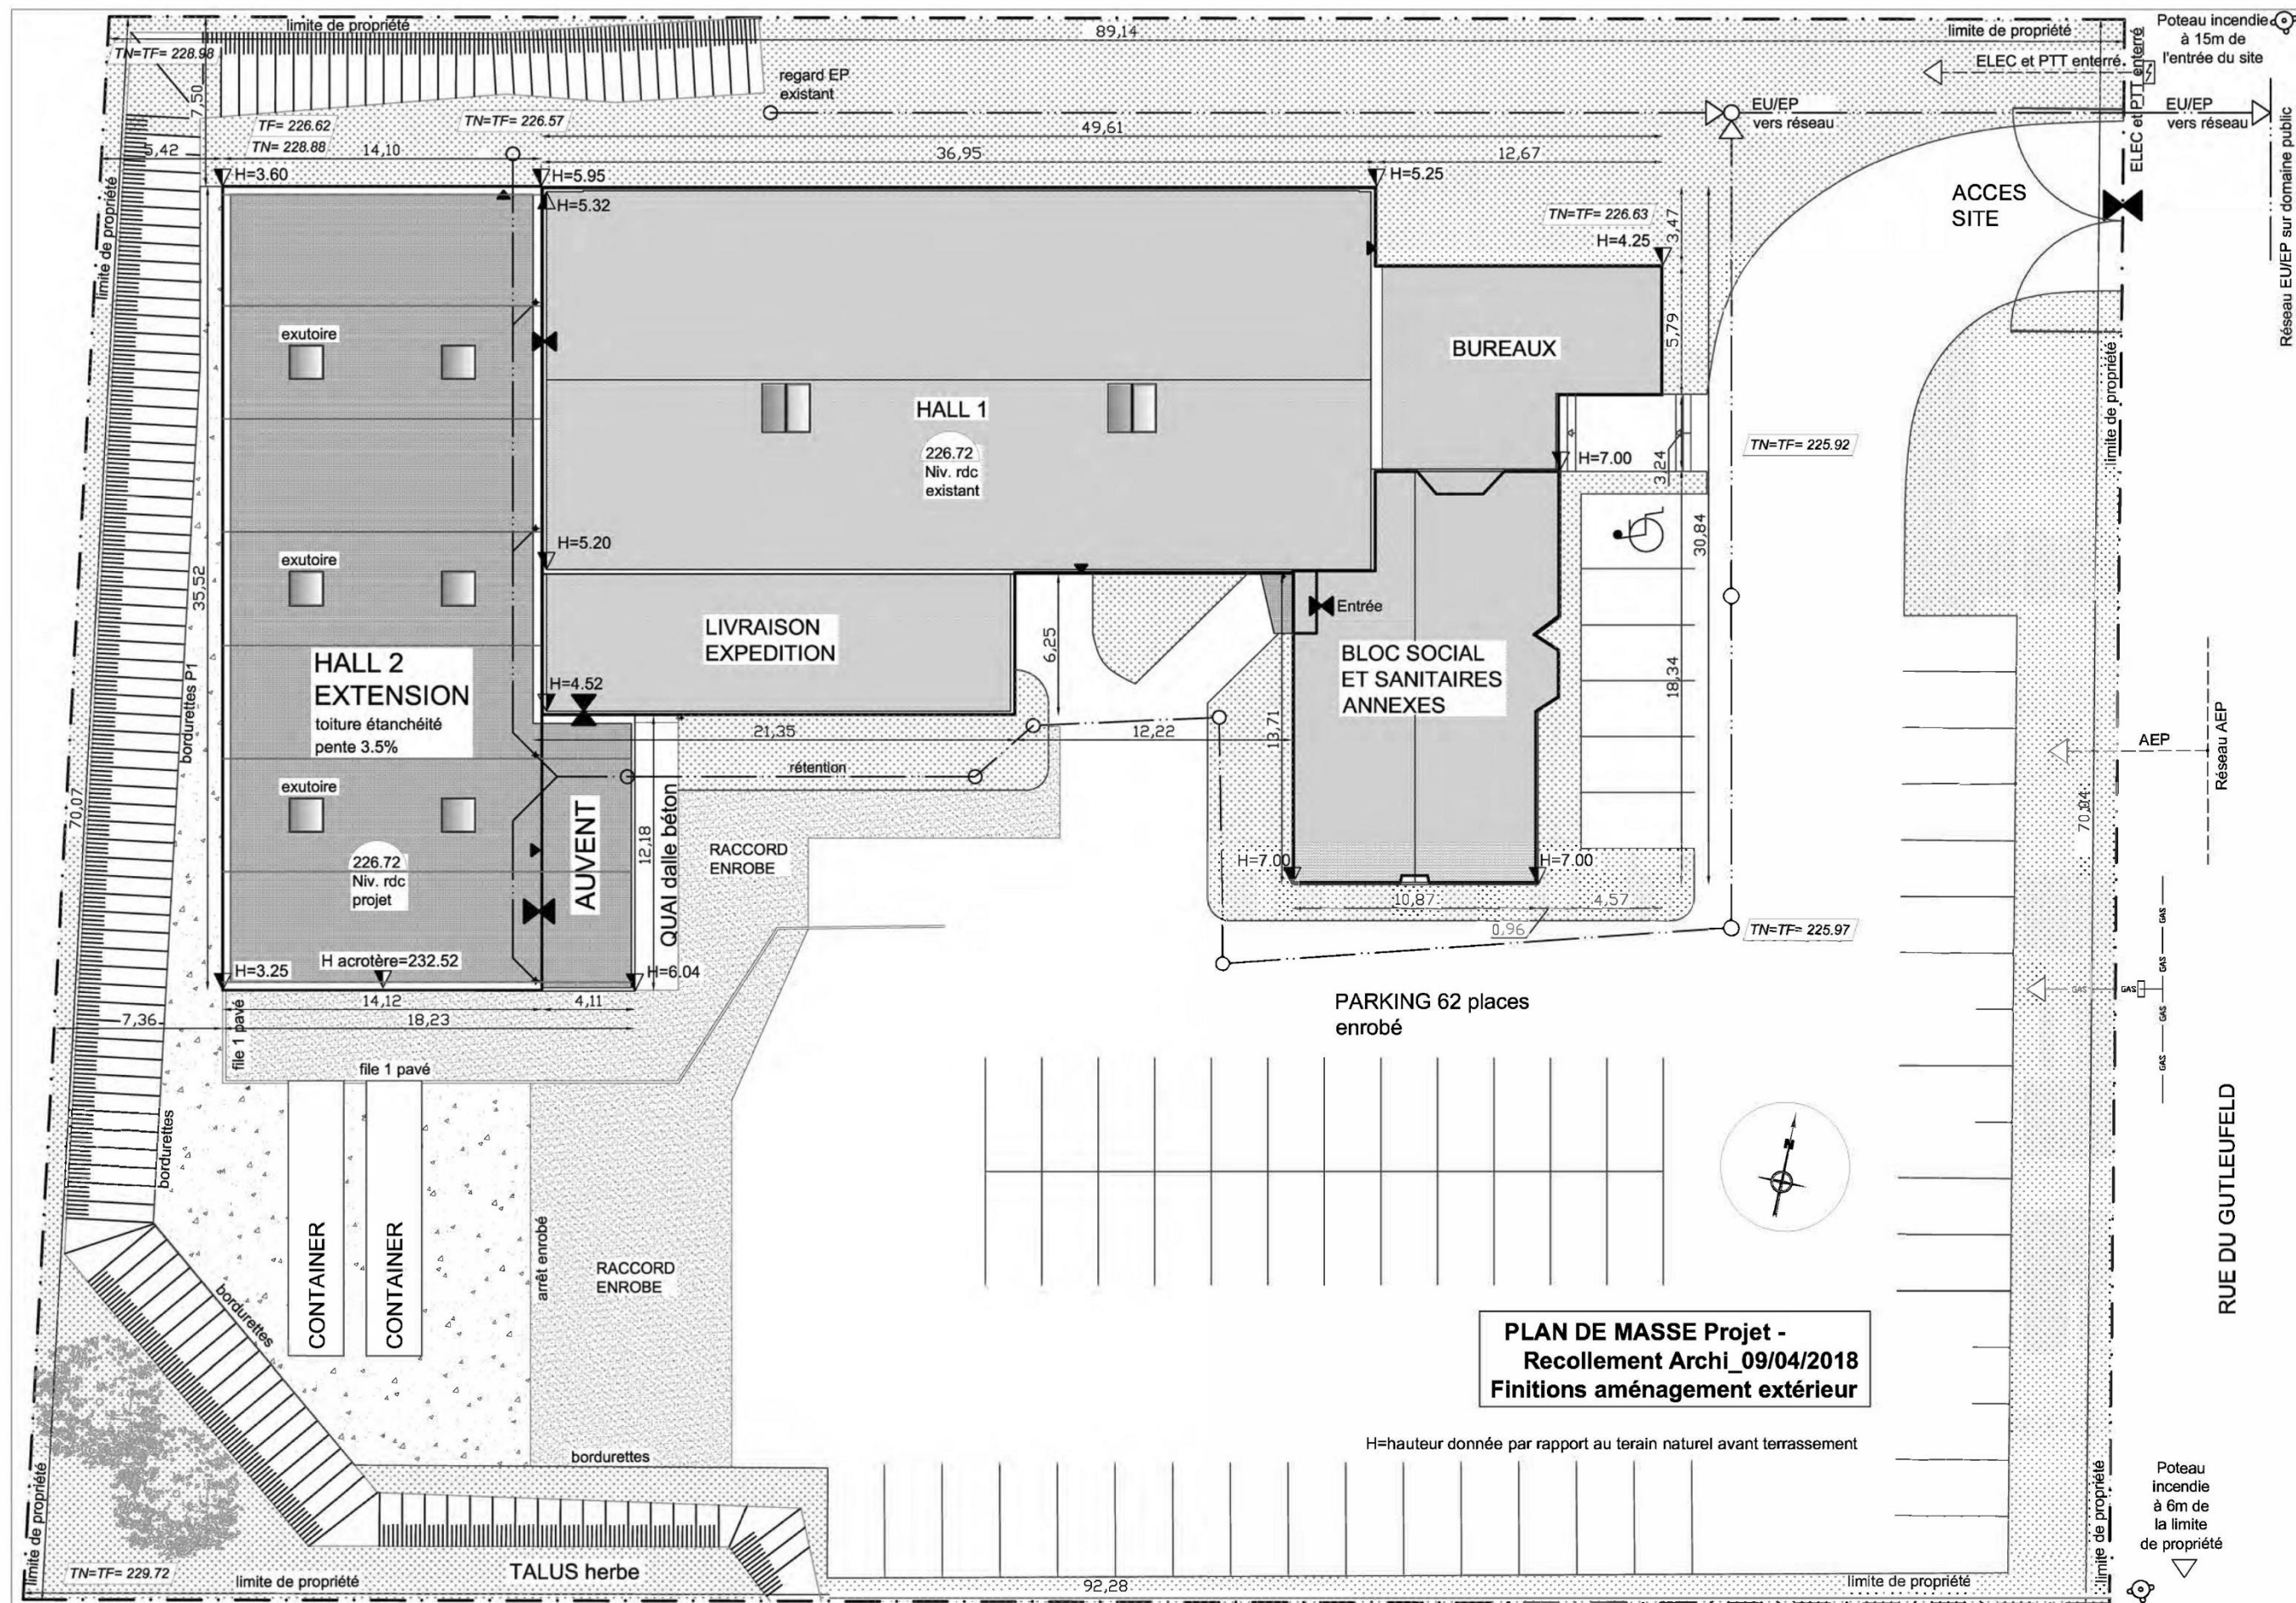 limite de propriété
89,14
limite de propriété
Poteau incendie
à 15m de
l'entrée du site
TN=TF= 228.98
ELEC et PTT enterré
ELEC et PTT enterré
regard EP
existant
7,50
EU/EP
vers réseau
EU/EP
vers réseau
Réseau EU/EP sur domaine public
TF= 226.62
TN= 228.88
TN=TF= 226.57
49,61
5,42
14,10
36,95
12,67
H=3.60
H=5.95
H=5.25
H=5.32
ACCES
SITE
TN=TF= 226.63
3,47
H=4.25
limite de propriété
exutoire
BUREAUX
5,79
limite de propriété
HALL 1
226.72
Niv. rdc
existant
H=7.00
3,24
TN=TF= 225.92
30,84
H=5.20
exutoire
35,52
Entrée
LIVRAISON
EXPEDITION
6,25
BLOC SOCIAL
ET SANITAIRES
ANNEXES
18,34
HALL 2
EXTENSION
toiture étanchéité
pente 3.5%
H=4.52
bordurettes P1
21,35
12,22
13,71
rétention
AEP
Réseau AEP
exutoire
70,07
70,04
AUVENT
12,18
QUAI dalle béton
RACCORD
ENROBE
226.72
Niv. rdc
projet
H=7.00
H=7.00
10,87
4,57
0,96
TN=TF= 225.97
H acrotère=232.52
H=3.25
H=6.04
GAS
GAS
GAS
GAS
GAS
GAS
14,12
4,11
7,36
18,23
PARKING 62 places
enrobé
file 1 pavé
file 1 pavé
bordurettes
N
RUE DU GUTLEUFELD
CONTAINER
CONTAINER
arrêt enrobé
RACCORD
ENROBE
bordurettes
PLAN DE MASSE Projet -
Recollement Archi_09/04/2018
Finitions aménagement extérieur
H=hauteur donnée par rapport au terain naturel avant terrassement
bordurettes
limite de propriété
limite de propriété
Poteau
incendie
à 6m de
la limite
de propriété
TN=TF= 229.72
limite de propriété
TALUS herbe
92,28
limite de propriété